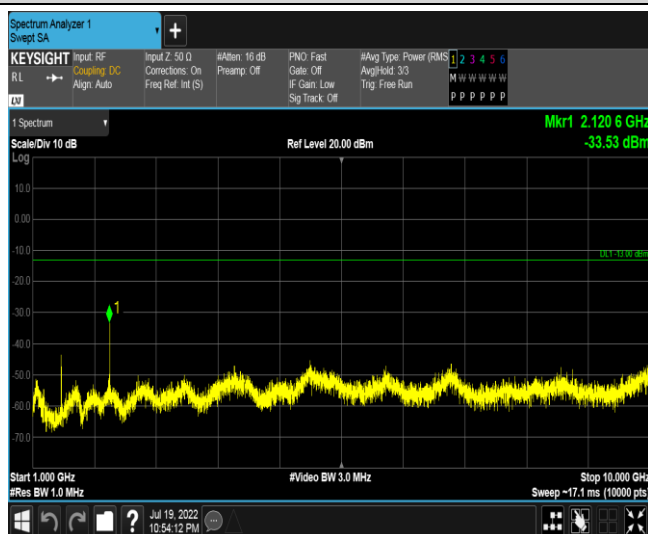 Spectrum Analyzer 1
Swept SA
+
KEYSIGHT
RL
LXI
Input: RF
Coupling: DC
Align: Auto
Input Z: 50 Ω
Corrections: On
Freq Ref: Int (S)
#Atten: 16 dB
Preamp: Off
PNO: Fast
Gate: Off
IF Gain: Low
Sig Track: Off
#Avg Type: Power (RMS
Avg|Hold: 3/3
Trig: Free Run
1 2 3 4 5 6
M W W W W W
P P P P P P
1 Spectrum
Mkr1 2.120 6 GHz
Scale/Div 10 dB
Ref Level 20.00 dBm
-33.53 dBm
Log
10.0
0.00
-10.0
DL1 -13.00 dBm
-20.0
-30.0
1
-40.0
-50.0
-60.0
-70.0
Start 1.000 GHz
#Video BW 3.0 MHz
Stop 10.000 GHz
#Res BW 1.0 MHz
Sweep ~17.1 ms (10000 pts)
?
Jul 19, 2022
10:54:12 PM